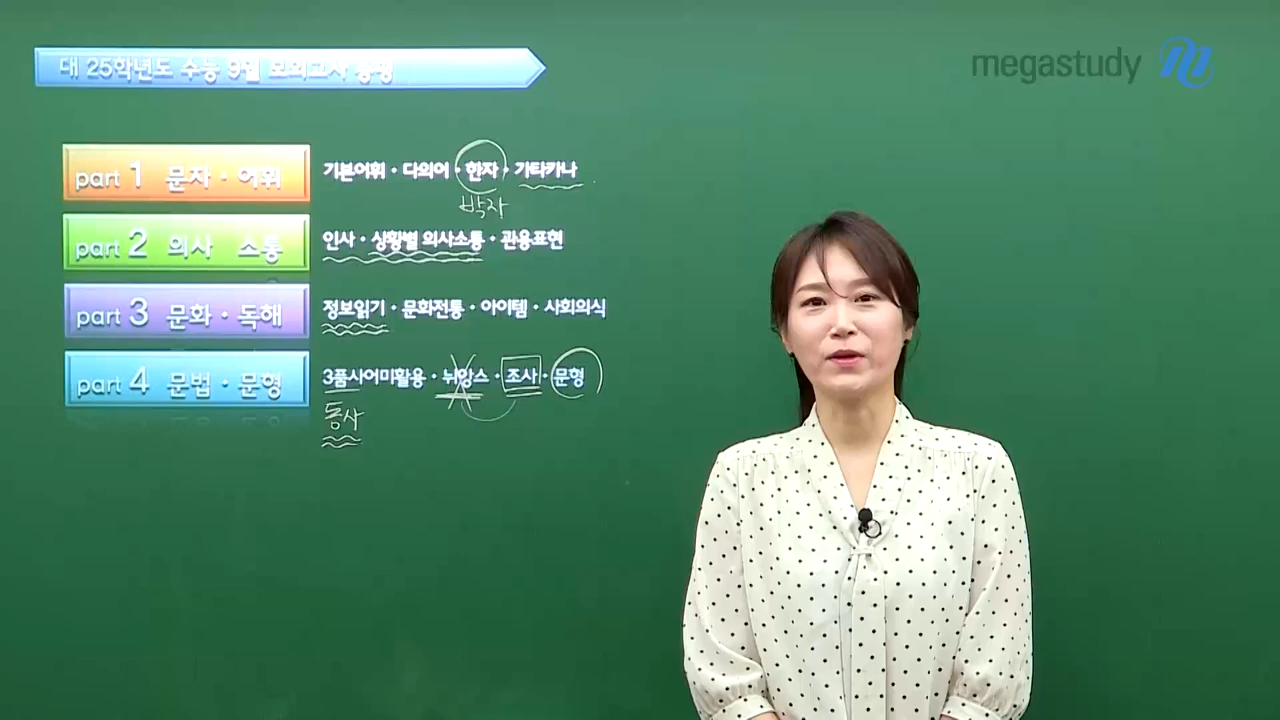 대 25학년도 수능 9월 모의고사 총평
megastudy
part 1 문자 · 어휘
기본어휘 · 다의어 · 한자 · 가타카나
박자
part 2 의사 소통
인사 · 상황별 의사소통 · 관용표현
part 3 문화 · 독해
정보읽기 · 문화전통 · 아이템 · 사회의식
part 4 문법 · 문형
3품사어미활용 · 뉘앙스 · 조사 · 문형
동사